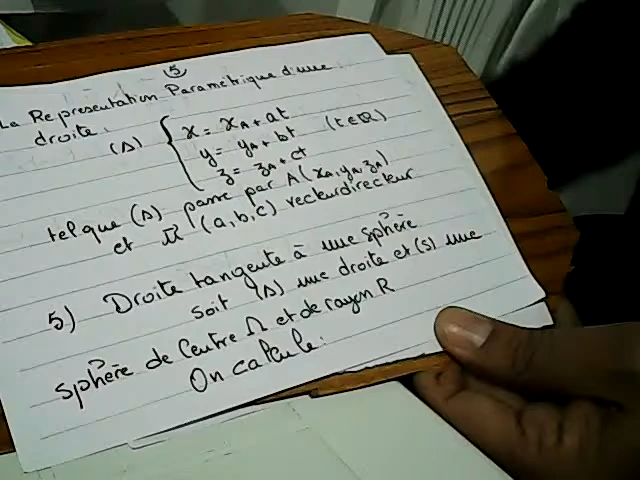 5
La Representation Paramétrique d'une
droite.
(Δ) { x = xA + at
y = yA + bt (t∈ℝ)
z = zA + ct
tel que (Δ) passe par A(xA, yA, zA)
et u⃗ (a, b, c) vecteur directeur
5) Droite tangente à une sphère
soit (Δ) une droite et (S) une
sphère de Centre Ω et de rayon R
On calcule: